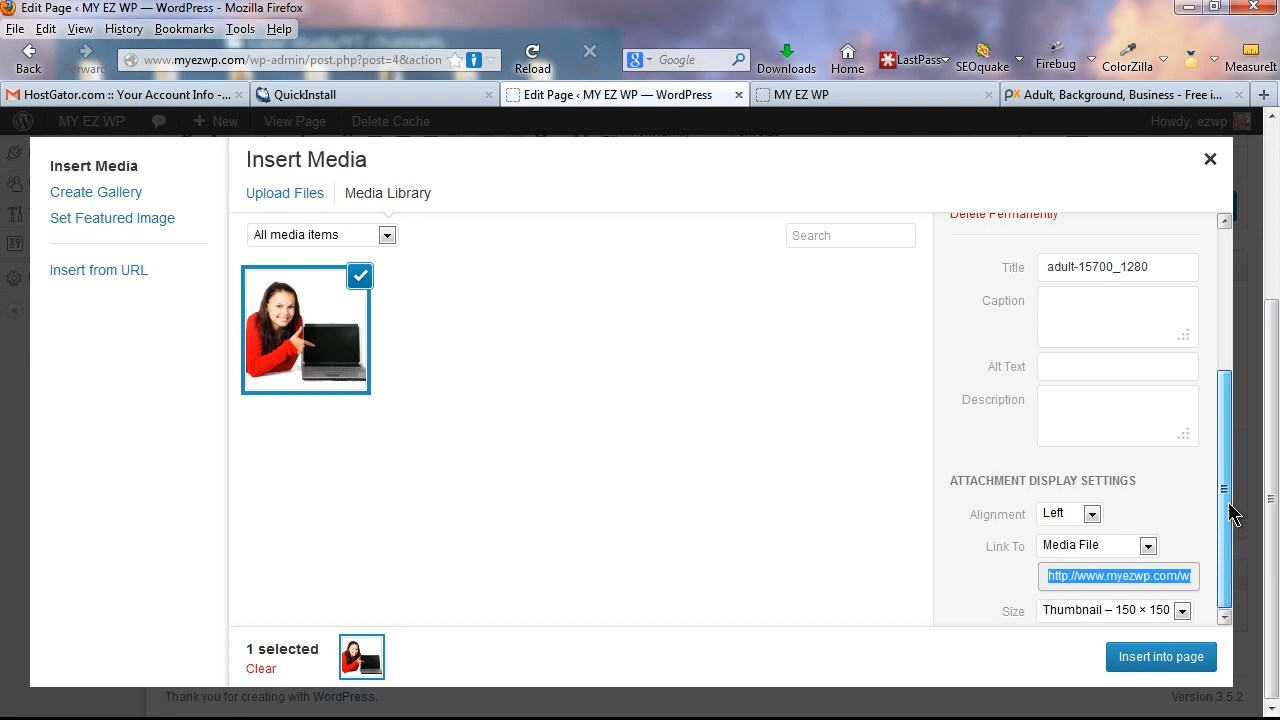 Edit Page ‹ MY EZ WP — WordPress - Mozilla Firefox
File Edit View History Bookmarks Tools Help
Back Forward www.myezwp.com/wp-admin/post.php?post=4&action Reload Google Downloads Home LastPass SEOquake Firebug ColorZilla MeasureIt
HostGator.com :: Your Account Info -... QuickInstall Edit Page ‹ MY EZ WP — WordPress MY EZ WP Adult, Background, Business - Free i...
MY EZ WP New View Page Delete Cache Howdy, ezwp
Insert Media
Create Gallery
Set Featured Image
Insert from URL
Insert Media
Upload Files Media Library
All media items Search
Delete Permanently
Title adult-15700_1280
Caption
Alt Text
Description
ATTACHMENT DISPLAY SETTINGS
Alignment Left
Link To Media File
http://www.myezwp.com/w
Size Thumbnail – 150 × 150
1 selected
Clear
Insert into page
Thank you for creating with WordPress. Version 3.5.2